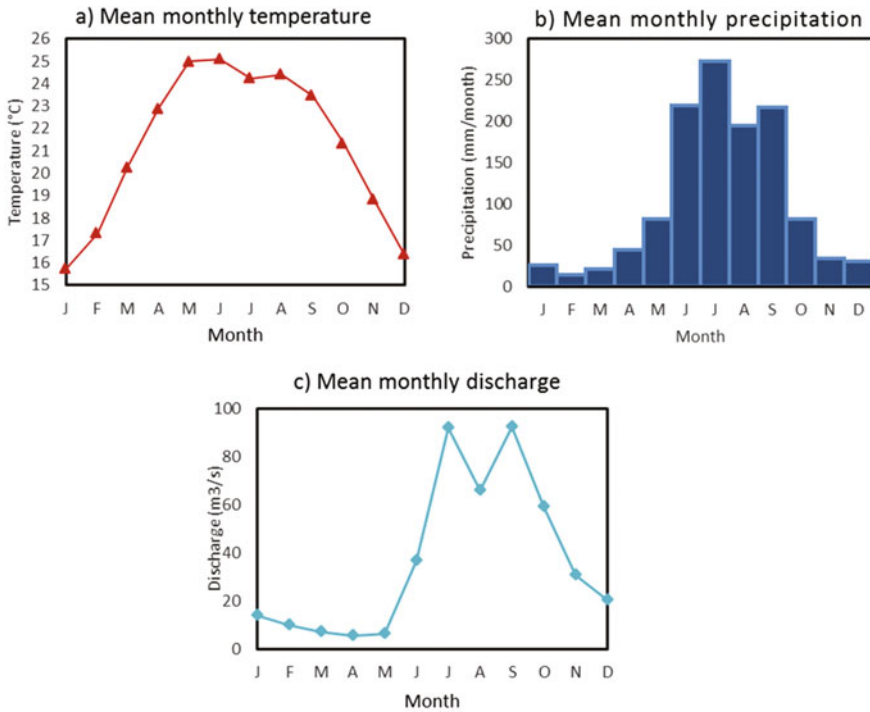 a) Mean monthly temperature
26
25
24
23
22
21
20
19
18
17
16
15
Temperature (°C)
J F M A M J J A S O N D
Month
b) Mean monthly precipitation
300
250
200
150
100
50
0
Precipitation (mm/month)
J F M A M J J A S O N D
Month
c) Mean monthly discharge
100
80
60
40
20
0
Discharge (m3/s)
J F M A M J J A S O N D
Month